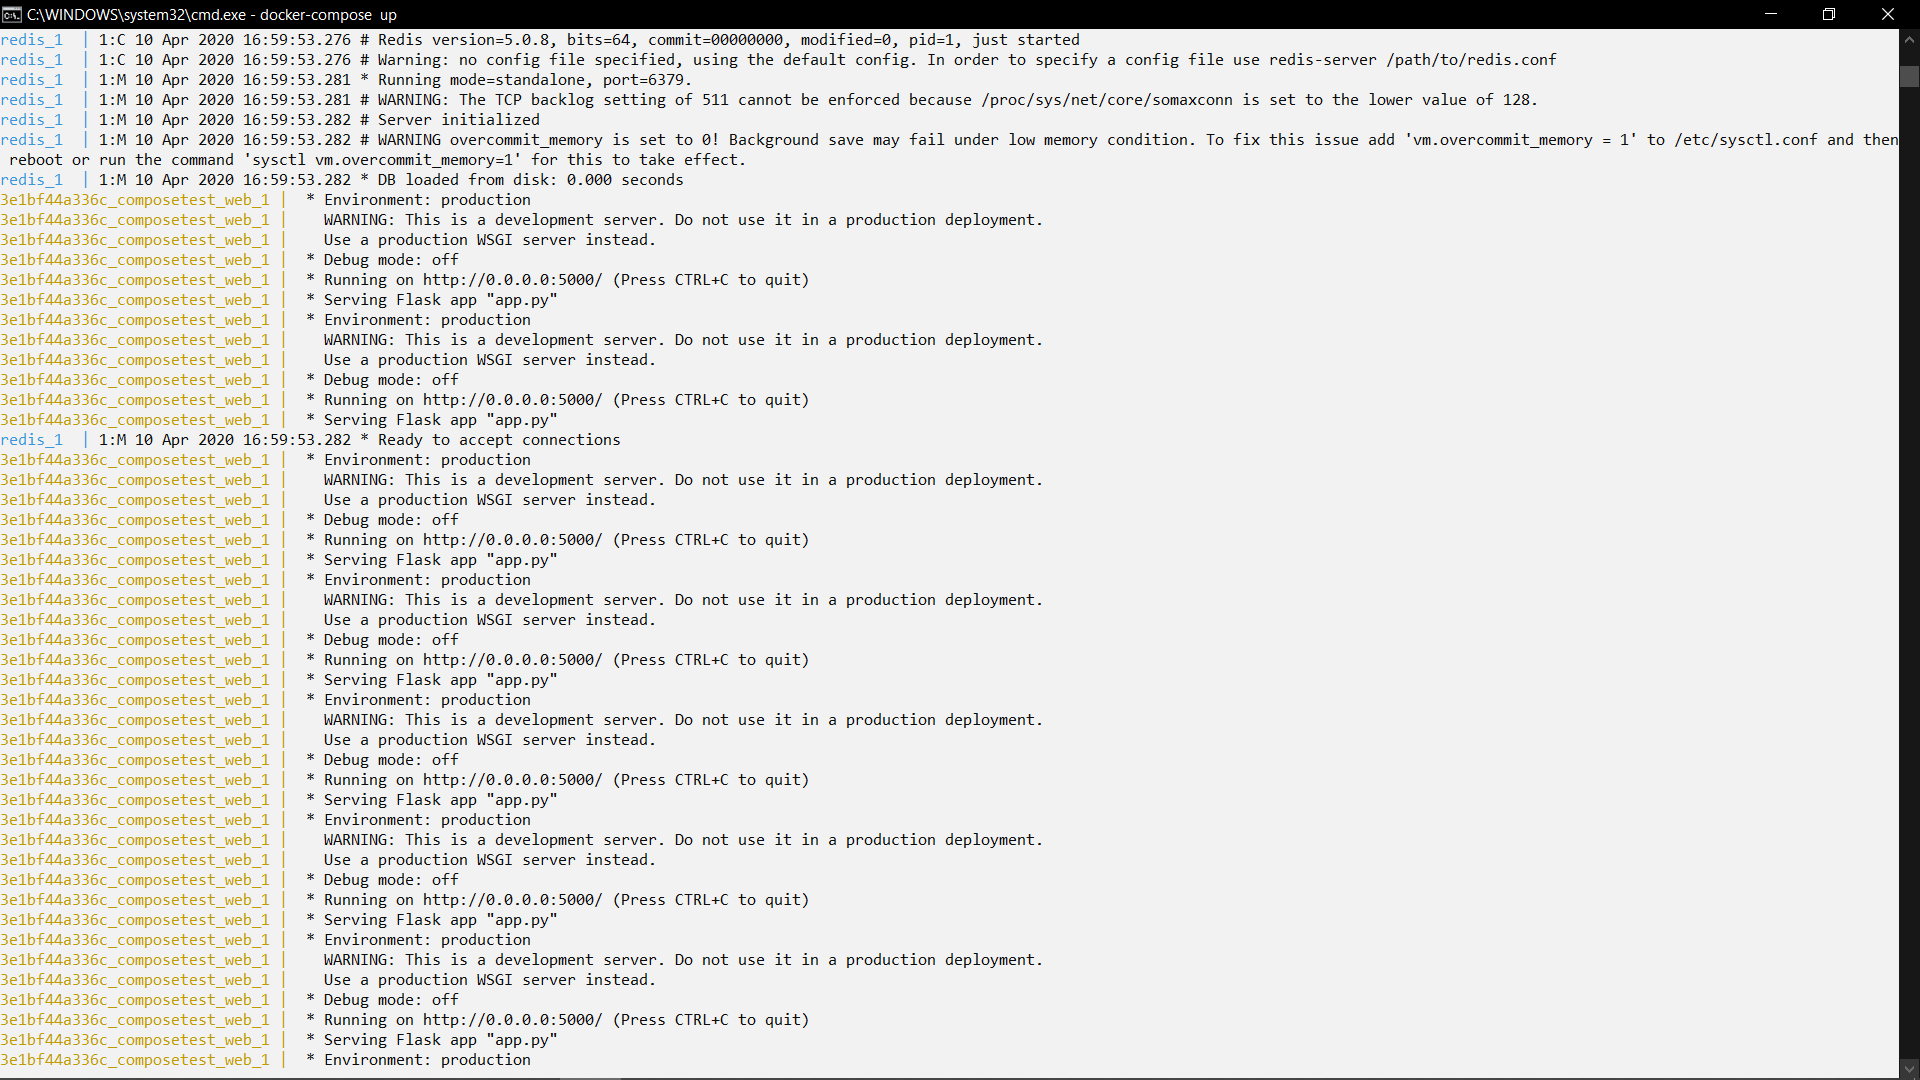 C:\WINDOWS\system32\cmd.exe - docker-compose  up
redis_1  | 1:C 10 Apr 2020 16:59:53.276 # Redis version=5.0.8, bits=64, commit=00000000, modified=0, pid=1, just started
redis_1  | 1:C 10 Apr 2020 16:59:53.276 # Warning: no config file specified, using the default config. In order to specify a config file use redis-server /path/to/redis.conf
redis_1  | 1:M 10 Apr 2020 16:59:53.281 * Running mode=standalone, port=6379.
redis_1  | 1:M 10 Apr 2020 16:59:53.281 # WARNING: The TCP backlog setting of 511 cannot be enforced because /proc/sys/net/core/somaxconn is set to the lower value of 128.
redis_1  | 1:M 10 Apr 2020 16:59:53.282 # Server initialized
redis_1  | 1:M 10 Apr 2020 16:59:53.282 # WARNING overcommit_memory is set to 0! Background save may fail under low memory condition. To fix this issue add 'vm.overcommit_memory = 1' to /etc/sysctl.conf and then
 reboot or run the command 'sysctl vm.overcommit_memory=1' for this to take effect.
redis_1  | 1:M 10 Apr 2020 16:59:53.282 * DB loaded from disk: 0.000 seconds
3e1bf44a336c_composetest_web_1 |  * Environment: production
3e1bf44a336c_composetest_web_1 |    WARNING: This is a development server. Do not use it in a production deployment.
3e1bf44a336c_composetest_web_1 |    Use a production WSGI server instead.
3e1bf44a336c_composetest_web_1 |  * Debug mode: off
3e1bf44a336c_composetest_web_1 |  * Running on http://0.0.0.0:5000/ (Press CTRL+C to quit)
3e1bf44a336c_composetest_web_1 |  * Serving Flask app "app.py"
3e1bf44a336c_composetest_web_1 |  * Environment: production
3e1bf44a336c_composetest_web_1 |    WARNING: This is a development server. Do not use it in a production deployment.
3e1bf44a336c_composetest_web_1 |    Use a production WSGI server instead.
3e1bf44a336c_composetest_web_1 |  * Debug mode: off
3e1bf44a336c_composetest_web_1 |  * Running on http://0.0.0.0:5000/ (Press CTRL+C to quit)
3e1bf44a336c_composetest_web_1 |  * Serving Flask app "app.py"
redis_1  | 1:M 10 Apr 2020 16:59:53.282 * Ready to accept connections
3e1bf44a336c_composetest_web_1 |  * Environment: production
3e1bf44a336c_composetest_web_1 |    WARNING: This is a development server. Do not use it in a production deployment.
3e1bf44a336c_composetest_web_1 |    Use a production WSGI server instead.
3e1bf44a336c_composetest_web_1 |  * Debug mode: off
3e1bf44a336c_composetest_web_1 |  * Running on http://0.0.0.0:5000/ (Press CTRL+C to quit)
3e1bf44a336c_composetest_web_1 |  * Serving Flask app "app.py"
3e1bf44a336c_composetest_web_1 |  * Environment: production
3e1bf44a336c_composetest_web_1 |    WARNING: This is a development server. Do not use it in a production deployment.
3e1bf44a336c_composetest_web_1 |    Use a production WSGI server instead.
3e1bf44a336c_composetest_web_1 |  * Debug mode: off
3e1bf44a336c_composetest_web_1 |  * Running on http://0.0.0.0:5000/ (Press CTRL+C to quit)
3e1bf44a336c_composetest_web_1 |  * Serving Flask app "app.py"
3e1bf44a336c_composetest_web_1 |  * Environment: production
3e1bf44a336c_composetest_web_1 |    WARNING: This is a development server. Do not use it in a production deployment.
3e1bf44a336c_composetest_web_1 |    Use a production WSGI server instead.
3e1bf44a336c_composetest_web_1 |  * Debug mode: off
3e1bf44a336c_composetest_web_1 |  * Running on http://0.0.0.0:5000/ (Press CTRL+C to quit)
3e1bf44a336c_composetest_web_1 |  * Serving Flask app "app.py"
3e1bf44a336c_composetest_web_1 |  * Environment: production
3e1bf44a336c_composetest_web_1 |    WARNING: This is a development server. Do not use it in a production deployment.
3e1bf44a336c_composetest_web_1 |    Use a production WSGI server instead.
3e1bf44a336c_composetest_web_1 |  * Debug mode: off
3e1bf44a336c_composetest_web_1 |  * Running on http://0.0.0.0:5000/ (Press CTRL+C to quit)
3e1bf44a336c_composetest_web_1 |  * Serving Flask app "app.py"
3e1bf44a336c_composetest_web_1 |  * Environment: production
3e1bf44a336c_composetest_web_1 |    WARNING: This is a development server. Do not use it in a production deployment.
3e1bf44a336c_composetest_web_1 |    Use a production WSGI server instead.
3e1bf44a336c_composetest_web_1 |  * Debug mode: off
3e1bf44a336c_composetest_web_1 |  * Running on http://0.0.0.0:5000/ (Press CTRL+C to quit)
3e1bf44a336c_composetest_web_1 |  * Serving Flask app "app.py"
3e1bf44a336c_composetest_web_1 |  * Environment: production